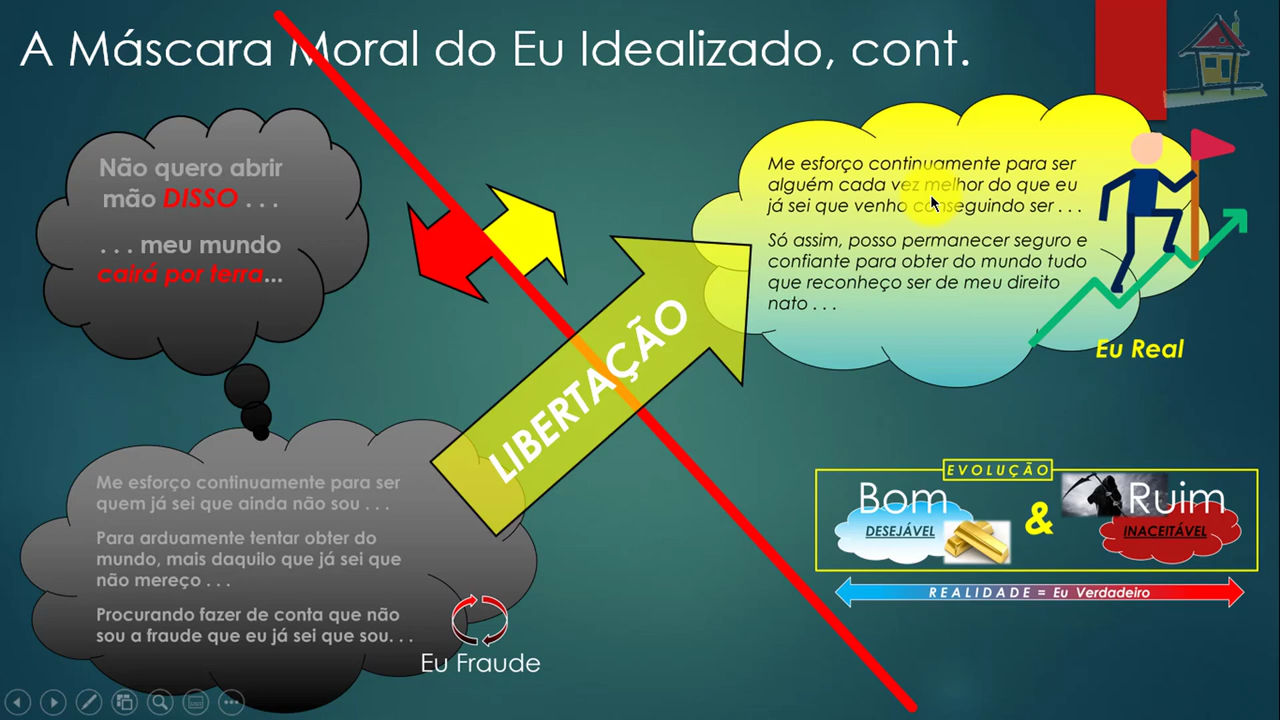 A Máscara Moral do Eu Idealizado, cont.
Não quero abrir
mão DISSO . . .
. . . meu mundo
cairá por terra...
Me esforço continuamente para ser
quem já sei que ainda não sou . . .
Para arduamente tentar obter do
mundo, mais daquilo que já sei que
não mereço . . .
Procurando fazer de conta que não
sou a fraude que eu já sei que sou. . .
Eu Fraude
LIBERTAÇÃO
Me esforço continuamente para ser
alguém cada vez melhor do que eu
já sei que venho conseguindo ser . . .
Só assim, posso permanecer seguro e
confiante para obter do mundo tudo
que reconheço ser de meu direito
nato . . .
Eu Real
EVOLUÇÃO
Bom & Ruim
DESEJÁVEL
INACEITÁVEL
REALIDADE = Eu Verdadeiro